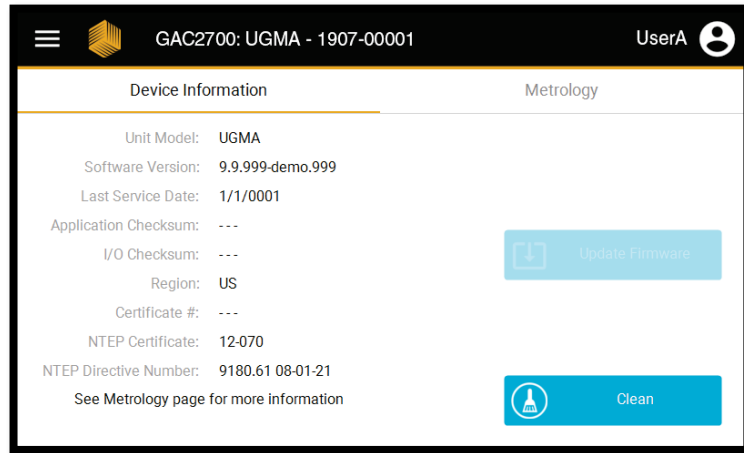 GAC2700: UGMA - 1907-00001
UserA
Device Information
Metrology
Unit Model: UGMA
Software Version: 9.9.999-demo.999
Last Service Date: 1/1/0001
Application Checksum: ---
I/O Checksum: ---
Update Firmware
Region: US
Certificate #: ---
NTEP Certificate: 12-070
NTEP Directive Number: 9180.61 08-01-21
See Metrology page for more information
Clean